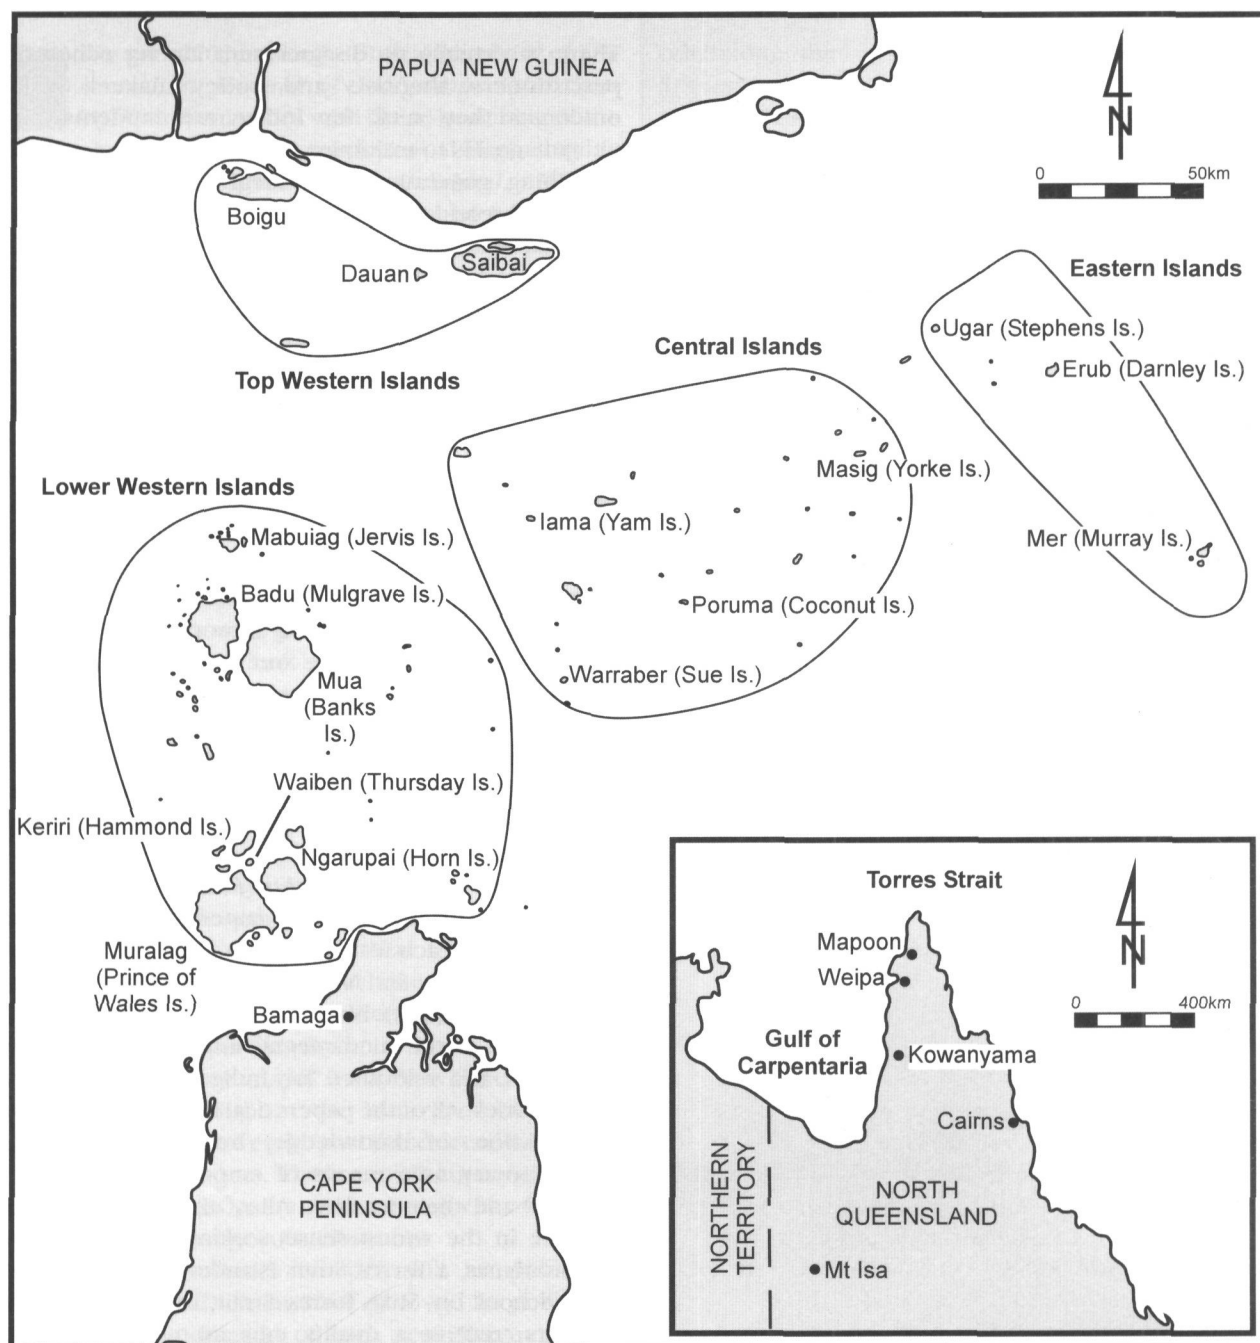 PAPUA NEW GUINEA
N
0 50km
Boigu
Dauan
Saibai
Top Western Islands
Eastern Islands
Ugar (Stephens Is.)
Erub (Darnley Is.)
Mer (Murray Is.)
Central Islands
Masig (Yorke Is.)
Iama (Yam Is.)
Poruma (Coconut Is.)
Warraber (Sue Is.)
Lower Western Islands
Mabuiag (Jervis Is.)
Badu (Mulgrave Is.)
Mua
(Banks
Is.)
Waiben (Thursday Is.)
Keriri (Hammond Is.)
Ngarupai (Horn Is.)
Muralag
(Prince of
Wales Is.)
Bamaga
CAPE YORK
PENINSULA
Torres Strait
N
0 400km
Mapoon
Weipa
Gulf of
Carpentaria
Kowanyama
Cairns
NORTHERN
TERRITORY
NORTH
QUEENSLAND
Mt Isa